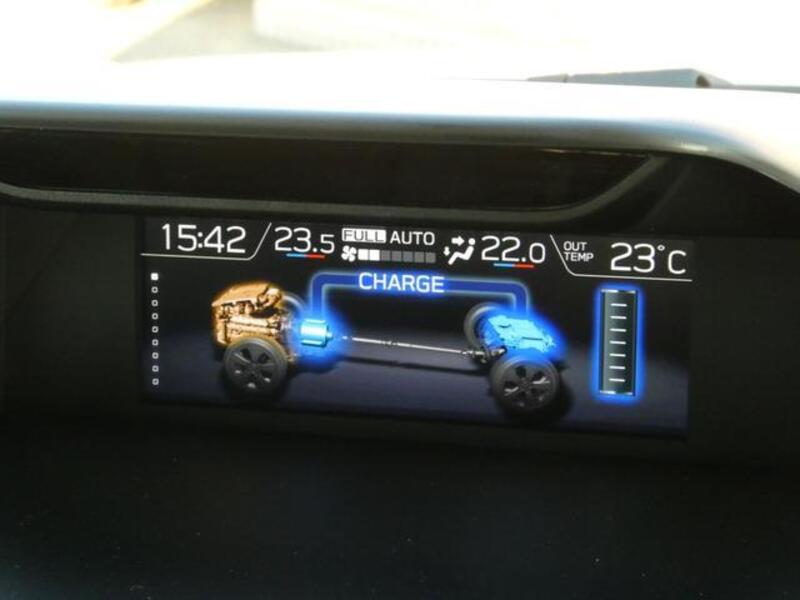 15:42 23.5 FULL AUTO 22.0 OUT TEMP 23°C
CHARGE